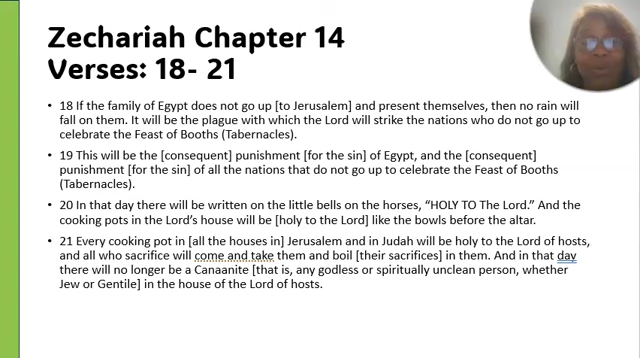 Zechariah Chapter 14
Verses: 18- 21
• 18 If the family of Egypt does not go up [to Jerusalem] and present themselves, then no rain will
fall on them. It will be the plague with which the Lord will strike the nations who do not go up to
celebrate the Feast of Booths (Tabernacles).
• 19 This will be the [consequent] punishment [for the sin] of Egypt, and the [consequent]
punishment [for the sin] of all the nations that do not go up to celebrate the Feast of Booths
(Tabernacles).
• 20 In that day there will be written on the little bells on the horses, “HOLY TO The Lord.” And the
cooking pots in the Lord’s house will be [holy to the Lord] like the bowls before the altar.
• 21 Every cooking pot in [all the houses in] Jerusalem and in Judah will be holy to the Lord of hosts,
and all who sacrifice will come and take them and boil [their sacrifices] in them. And in that day
there will no longer be a Canaanite [that is, any godless or spiritually unclean person, whether
Jew or Gentile] in the house of the Lord of hosts.